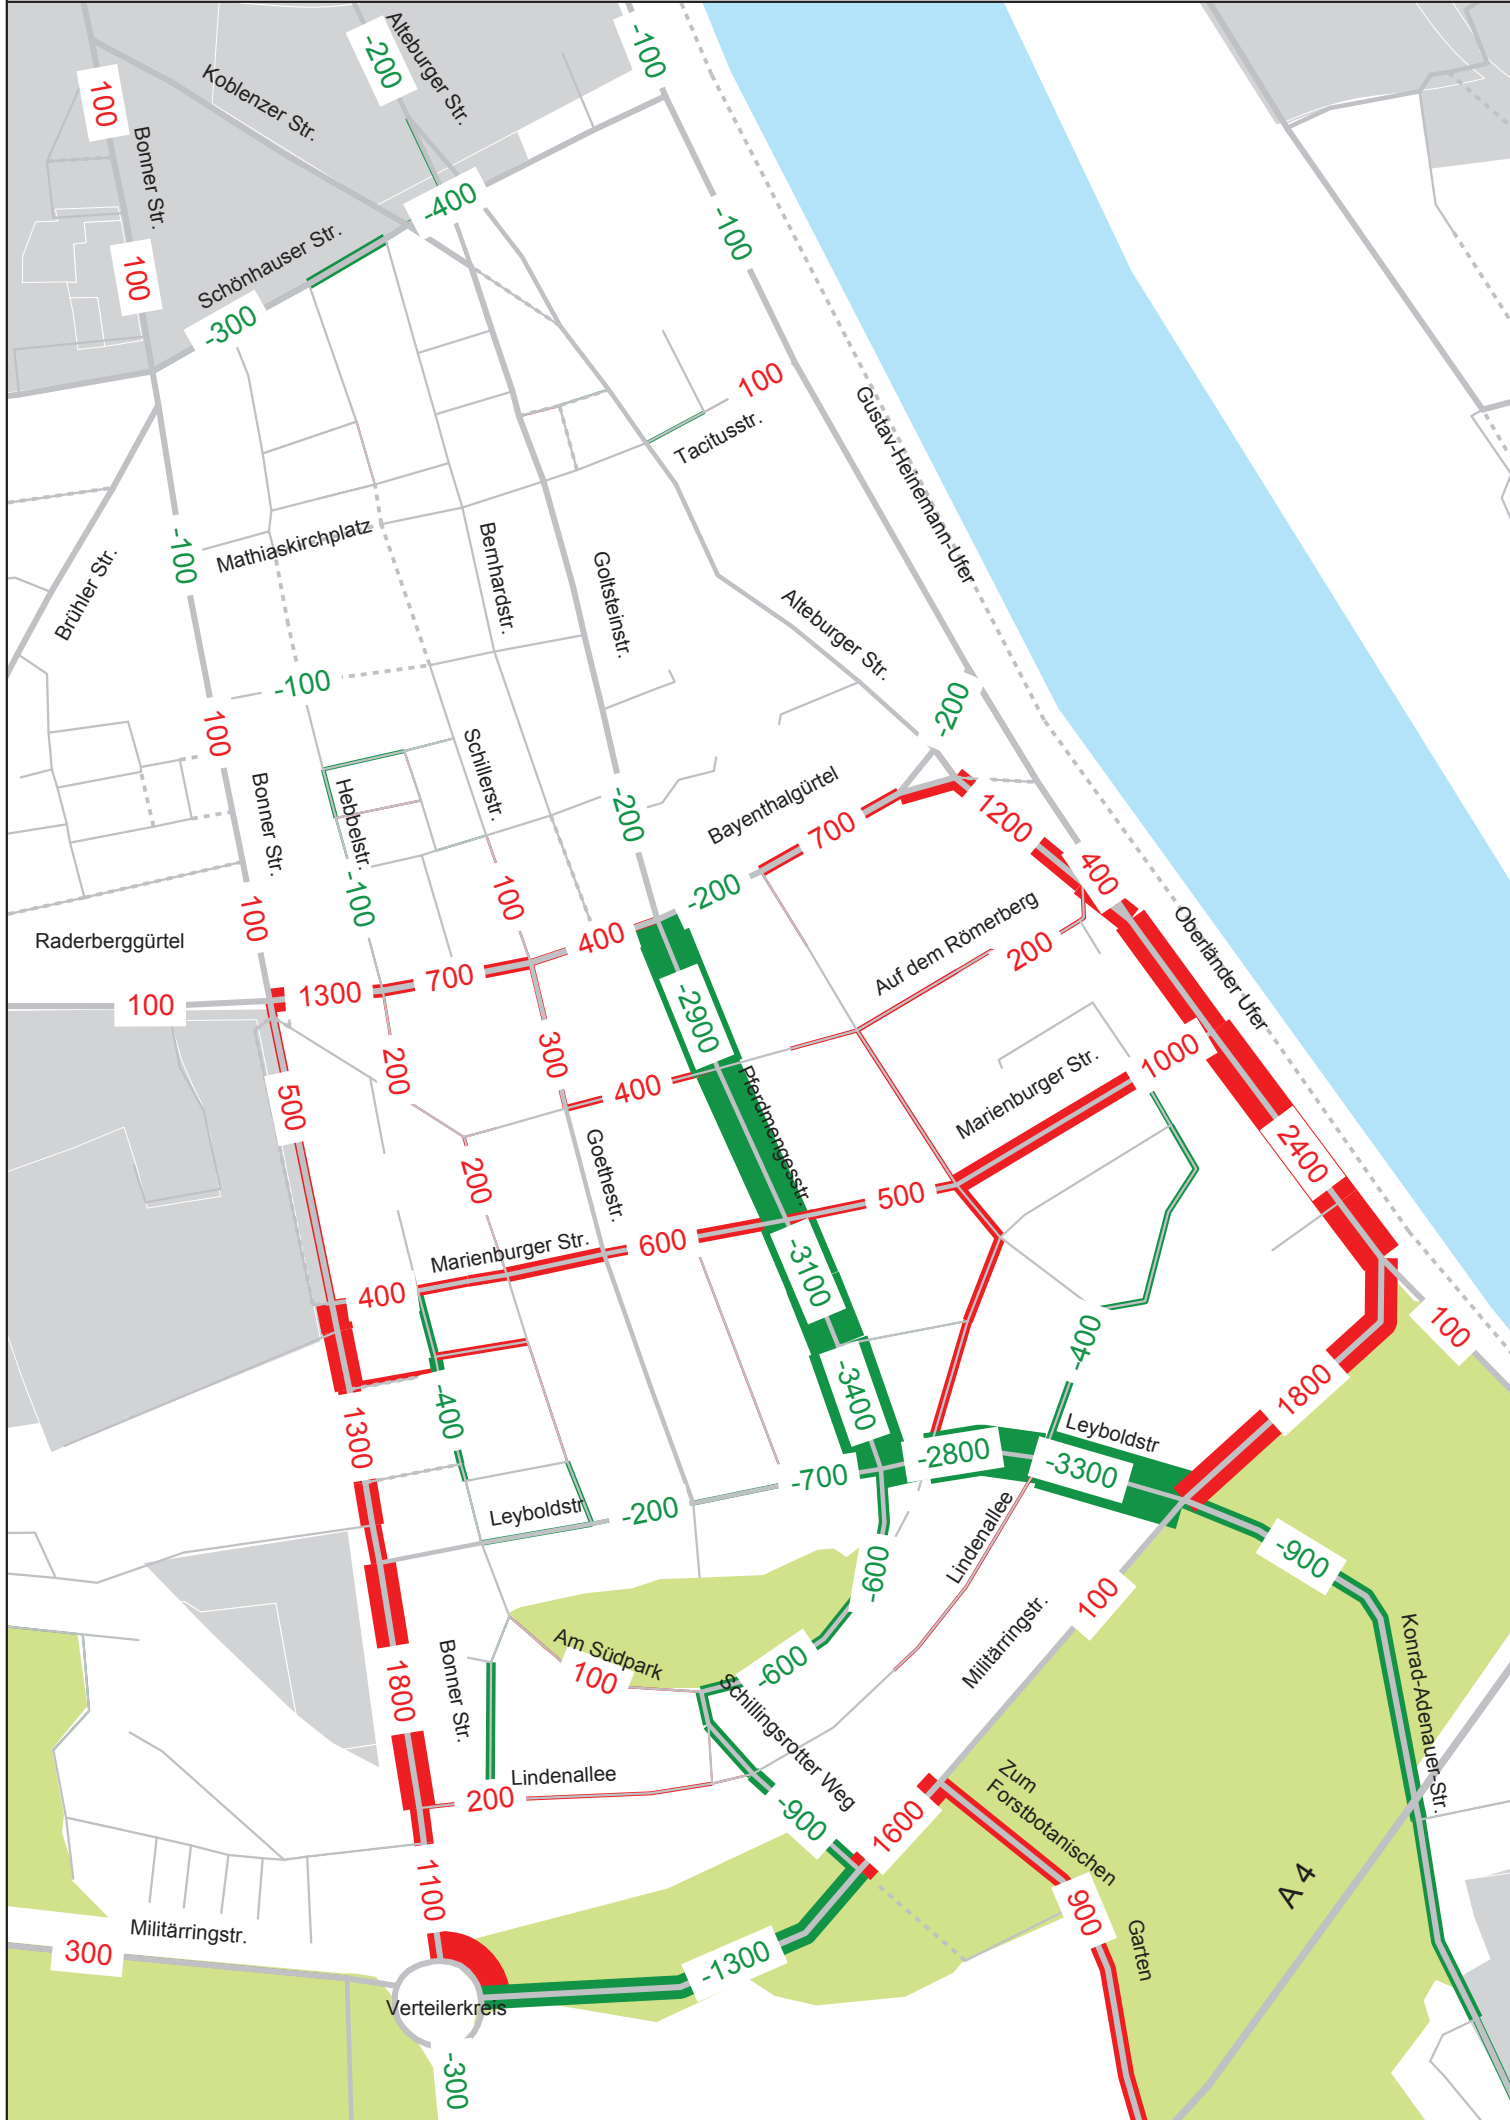 -100
-200
Alteburger Str.
Koblenzer Str.
100
Bonner Str.
-400
-100
Schönhauser Str.
100
-300
100
Tacitusstr.
Gustav-Heinemann-Ufer
-100
Mathiaskirchplatz
Bernhardstr.
Goltsteinstr.
Brühler Str.
Alteburger Str.
-100
-200
100
Schillerstr.
Hebbelstr.
Bonner Str.
-200
Bayenthalgürtel
700
1200
400
-200
-100
100
100
Raderberggürtel
400
Auf dem Römerberg
200
Oberländer Ufer
700
1300
100
-2900
300
200
400
500
Pferdmengesstr.
Marienburger Str.
1000
2400
Goethestr.
200
500
Marienburger Str.
600
400
-3100
100
-400
1800
-3400
-400
1300
Leyboldstr
-2800
-3300
-700
Leyboldstr
-200
Lindenallee
-900
-600
Militärringstr.
100
Am Südpark
100
-600
Konrad-Adenauer-Str.
Bonner Str.
1800
Schillingsrotter Weg
Zum
Forstbotanischen
Garten
Lindenallee
200
-900
1600
A 4
1100
900
Militärringstr.
300
-1300
Verteilerkreis
-300